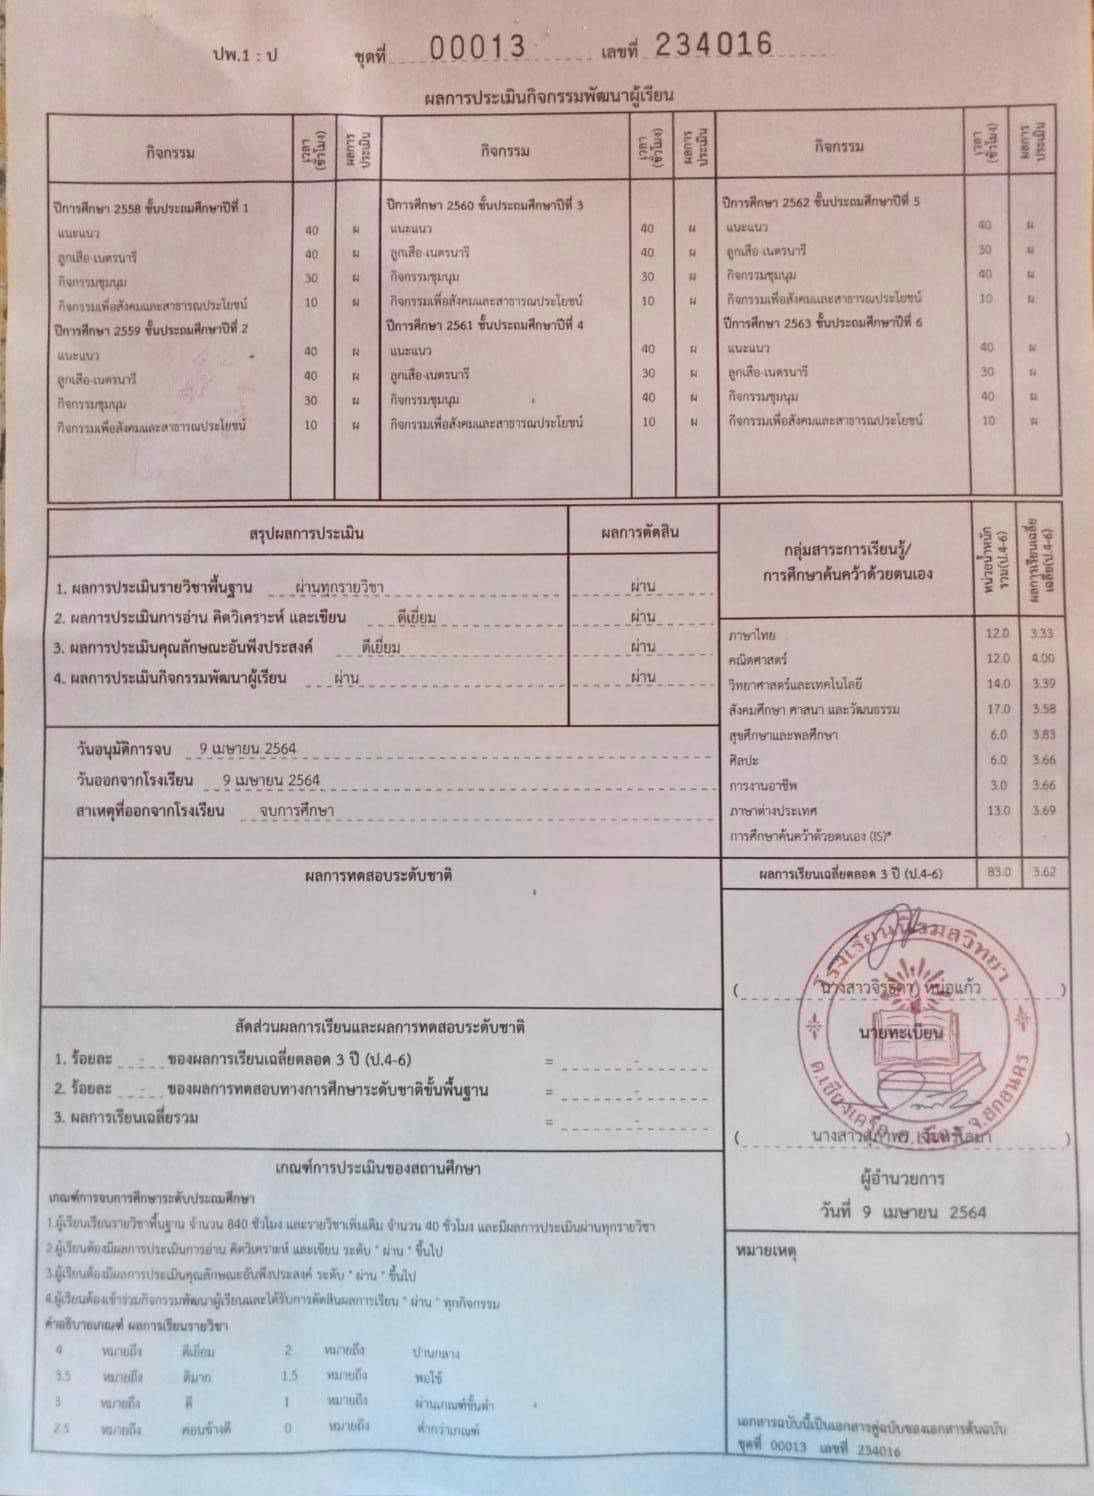 ปพ.1 : ป ชุดที่ 00013 เลขที่ 234016
ผลการประเมินกิจกรรมพัฒนาผู้เรียน
กิจกรรม เวลา (ชั่วโมง) ผลการประเมิน กิจกรรม เวลา (ชั่วโมง) ผลการประเมิน กิจกรรม เวลา (ชั่วโมง) ผลการประเมิน
ปีการศึกษา 2558 ชั้นประถมศึกษาปีที่ 1
แนะแนว 40 ผ
ลูกเสือ-เนตรนารี 40 ผ
กิจกรรมชุมนุม 30 ผ
กิจกรรมเพื่อสังคมและสาธารณประโยชน์ 10 ผ
ปีการศึกษา 2559 ชั้นประถมศึกษาปีที่ 2
แนะแนว 40 ผ
ลูกเสือ-เนตรนารี 40 ผ
กิจกรรมชุมนุม 30 ผ
กิจกรรมเพื่อสังคมและสาธารณประโยชน์ 10 ผ
ปีการศึกษา 2560 ชั้นประถมศึกษาปีที่ 3
แนะแนว 40 ผ
ลูกเสือ-เนตรนารี 40 ผ
กิจกรรมชุมนุม 30 ผ
กิจกรรมเพื่อสังคมและสาธารณประโยชน์ 10 ผ
ปีการศึกษา 2561 ชั้นประถมศึกษาปีที่ 4
แนะแนว 40 ผ
ลูกเสือ-เนตรนารี 30 ผ
กิจกรรมชุมนุม 40 ผ
กิจกรรมเพื่อสังคมและสาธารณประโยชน์ 10 ผ
ปีการศึกษา 2562 ชั้นประถมศึกษาปีที่ 5
แนะแนว 40 ผ
ลูกเสือ-เนตรนารี 30 ผ
กิจกรรมชุมนุม 40 ผ
กิจกรรมเพื่อสังคมและสาธารณประโยชน์ 10 ผ
ปีการศึกษา 2563 ชั้นประถมศึกษาปีที่ 6
แนะแนว 40 ผ
ลูกเสือ-เนตรนารี 30 ผ
กิจกรรมชุมนุม 40 ผ
กิจกรรมเพื่อสังคมและสาธารณประโยชน์ 10 ผ
สรุปผลการประเมิน ผลการตัดสิน
1. ผลการประเมินรายวิชาพื้นฐาน ผ่านทุกรายวิชา ผ่าน
2. ผลการประเมินการอ่าน คิดวิเคราะห์ และเขียน ดีเยี่ยม ผ่าน
3. ผลการประเมินคุณลักษณะอันพึงประสงค์ ดีเยี่ยม ผ่าน
4. ผลการประเมินกิจกรรมพัฒนาผู้เรียน ผ่าน ผ่าน
วันอนุมัติการจบ 9 เมษายน 2564
วันออกจากโรงเรียน 9 เมษายน 2564
สาเหตุที่ออกจากโรงเรียน จบการศึกษา
กลุ่มสาระการเรียนรู้/
การศึกษาค้นคว้าด้วยตนเอง
หน่วยน้ำหนัก
รวม(ป.4-6)
ผลการเรียนเฉลี่ย
เฉลี่ย(ป.4-6)
ภาษาไทย 12.0 3.33
คณิตศาสตร์ 12.0 4.00
วิทยาศาสตร์และเทคโนโลยี 14.0 3.39
สังคมศึกษา ศาสนา และวัฒนธรรม 17.0 3.58
สุขศึกษาและพลศึกษา 6.0 3.83
ศิลปะ 6.0 3.66
การงานอาชีพ 3.0 3.66
ภาษาต่างประเทศ 13.0 3.69
การศึกษาค้นคว้าด้วยตนเอง (IS)* -
ผลการเรียนเฉลี่ยตลอด 3 ปี (ป.4-6) 83.0 3.62
ผลการทดสอบระดับชาติ
สัดส่วนผลการเรียนและผลการทดสอบระดับชาติ
1. ร้อยละ - ของผลการเรียนเฉลี่ยตลอด 3 ปี (ป.4-6) = -
2. ร้อยละ - ของผลการทดสอบทางการศึกษาระดับชาติขั้นพื้นฐาน = -
3. ผลการเรียนเฉลี่ยรวม = -
โรงเรียนนิรมลวิทยา
ต.เชียงเครือ จ.สกลนคร
( นางสาวจิรฐดา หน่อแก้ว )
นายทะเบียน
( นางสาว )
ผู้อำนวยการ
วันที่ 9 เมษายน 2564
หมายเหตุ
เอกสารฉบับนี้เป็นเอกสารคู่ฉบับของเอกสารต้นฉบับ
ชุดที่ 00013 เลขที่ 234016
เกณฑ์การประเมินของสถานศึกษา
เกณฑ์การจบการศึกษาระดับประถมศึกษา
1.ผู้เรียนเรียนรายวิชาพื้นฐาน จำนวน 840 ชั่วโมง และรายวิชาเพิ่มเติม จำนวน 40 ชั่วโมง และมีผลการประเมินผ่านทุกรายวิชา
2.ผู้เรียนต้องมีผลการประเมินการอ่าน คิดวิเคราะห์ และเขียน ระดับ " ผ่าน " ขึ้นไป
3.ผู้เรียนต้องมีผลการประเมินคุณลักษณะอันพึงประสงค์ ระดับ " ผ่าน " ขึ้นไป
4.ผู้เรียนต้องเข้าร่วมกิจกรรมพัฒนาผู้เรียนและได้รับการตัดสินผลการเรียน " ผ่าน " ทุกกิจกรรม
คำอธิบายเกณฑ์ ผลการเรียนรายวิชา
4 หมายถึง ดีเยี่ยม 2 หมายถึง ปานกลาง
3.5 หมายถึง ดีมาก 1.5 หมายถึง พอใช้
3 หมายถึง ดี 1 หมายถึง ผ่านเกณฑ์ขั้นต่ำ
2.5 หมายถึง ค่อนข้างดี 0 หมายถึง ต่ำกว่าเกณฑ์